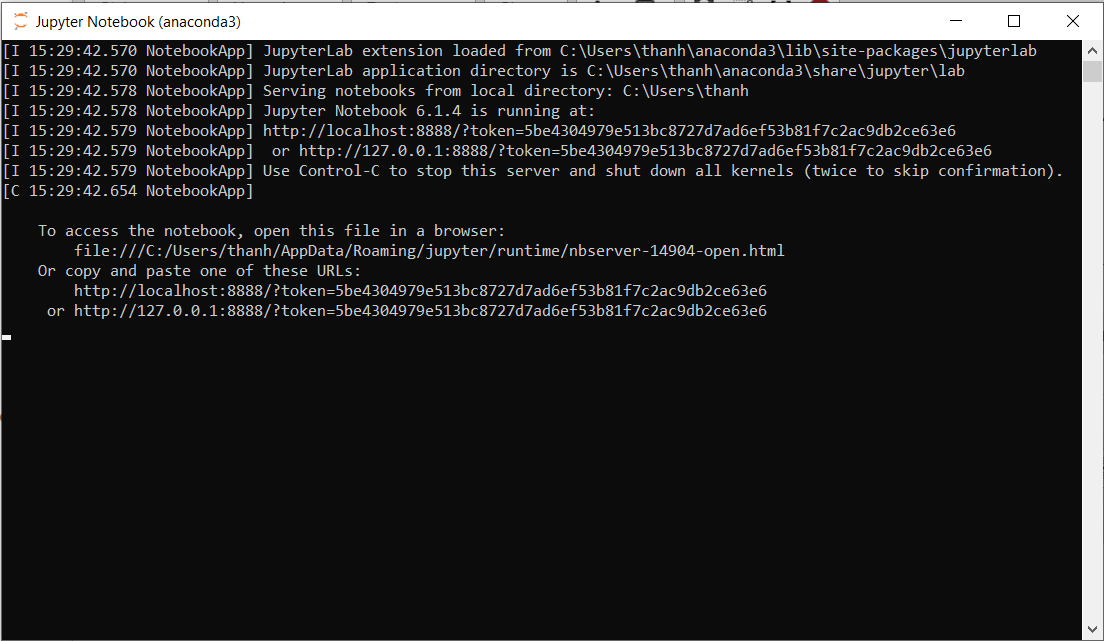 Jupyter Notebook (anaconda3)
[I 15:29:42.570 NotebookApp] JupyterLab extension loaded from C:\Users\thanh\anaconda3\lib\site-packages\jupyterlab
[I 15:29:42.570 NotebookApp] JupyterLab application directory is C:\Users\thanh\anaconda3\share\jupyter\lab
[I 15:29:42.578 NotebookApp] Serving notebooks from local directory: C:\Users\thanh
[I 15:29:42.578 NotebookApp] Jupyter Notebook 6.1.4 is running at:
[I 15:29:42.579 NotebookApp] http://localhost:8888/?token=5be4304979e513bc8727d7ad6ef53b81f7c2ac9db2ce63e6
[I 15:29:42.579 NotebookApp]  or http://127.0.0.1:8888/?token=5be4304979e513bc8727d7ad6ef53b81f7c2ac9db2ce63e6
[I 15:29:42.579 NotebookApp] Use Control-C to stop this server and shut down all kernels (twice to skip confirmation).
[C 15:29:42.654 NotebookApp]
To access the notebook, open this file in a browser:
file:///C:/Users/thanh/AppData/Roaming/jupyter/runtime/nbserver-14904-open.html
Or copy and paste one of these URLs:
http://localhost:8888/?token=5be4304979e513bc8727d7ad6ef53b81f7c2ac9db2ce63e6
or http://127.0.0.1:8888/?token=5be4304979e513bc8727d7ad6ef53b81f7c2ac9db2ce63e6